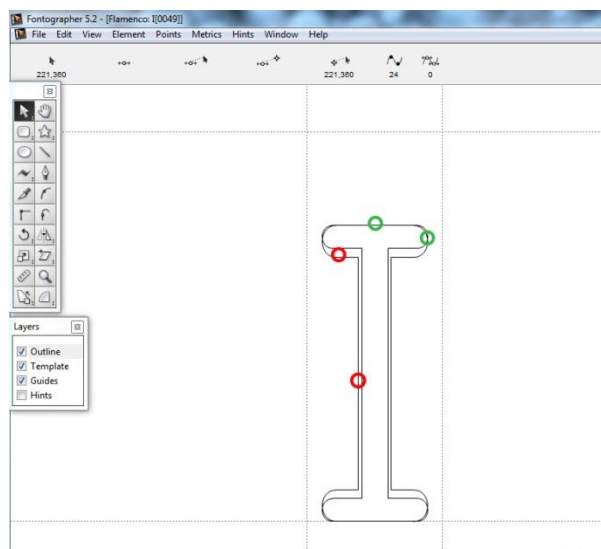 Fontographer 5.2 - [Flamenco: I[0049]]
File Edit View Element Points Metrics Hints Window Help
221,360 221,360 24 0
Layers
Outline
Template
Guides
Hints